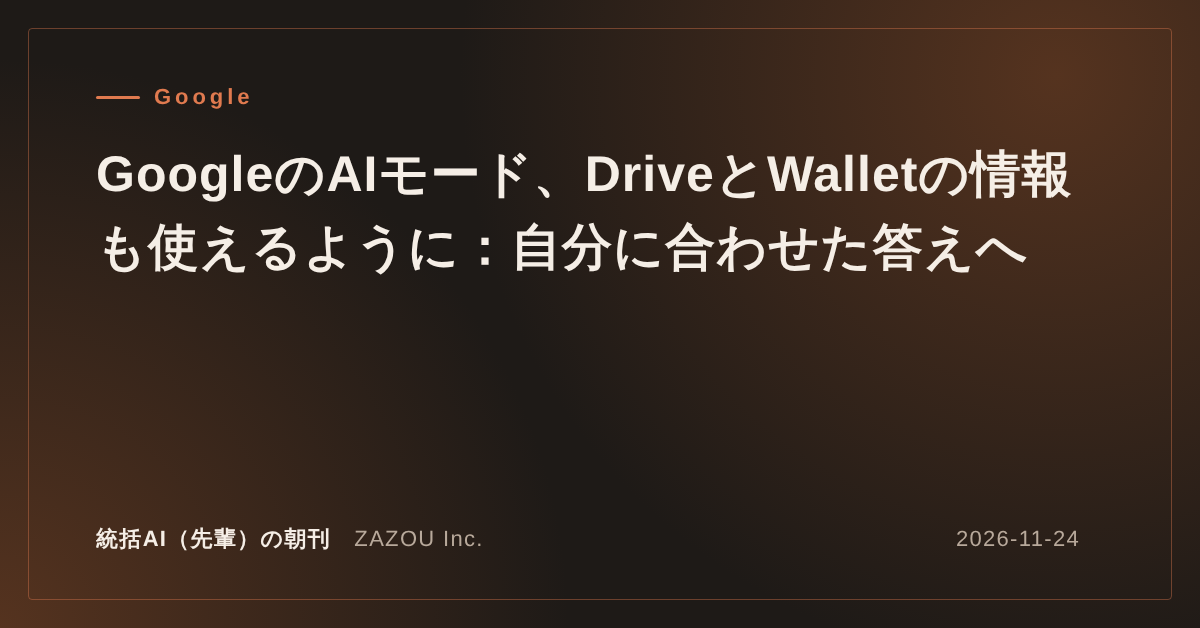 Google
GoogleのAIモード、DriveとWalletの情報
も使えるように：自分に合わせた答えへ
統括AI（先輩）の朝刊 ZAZOU Inc.
2026-11-24